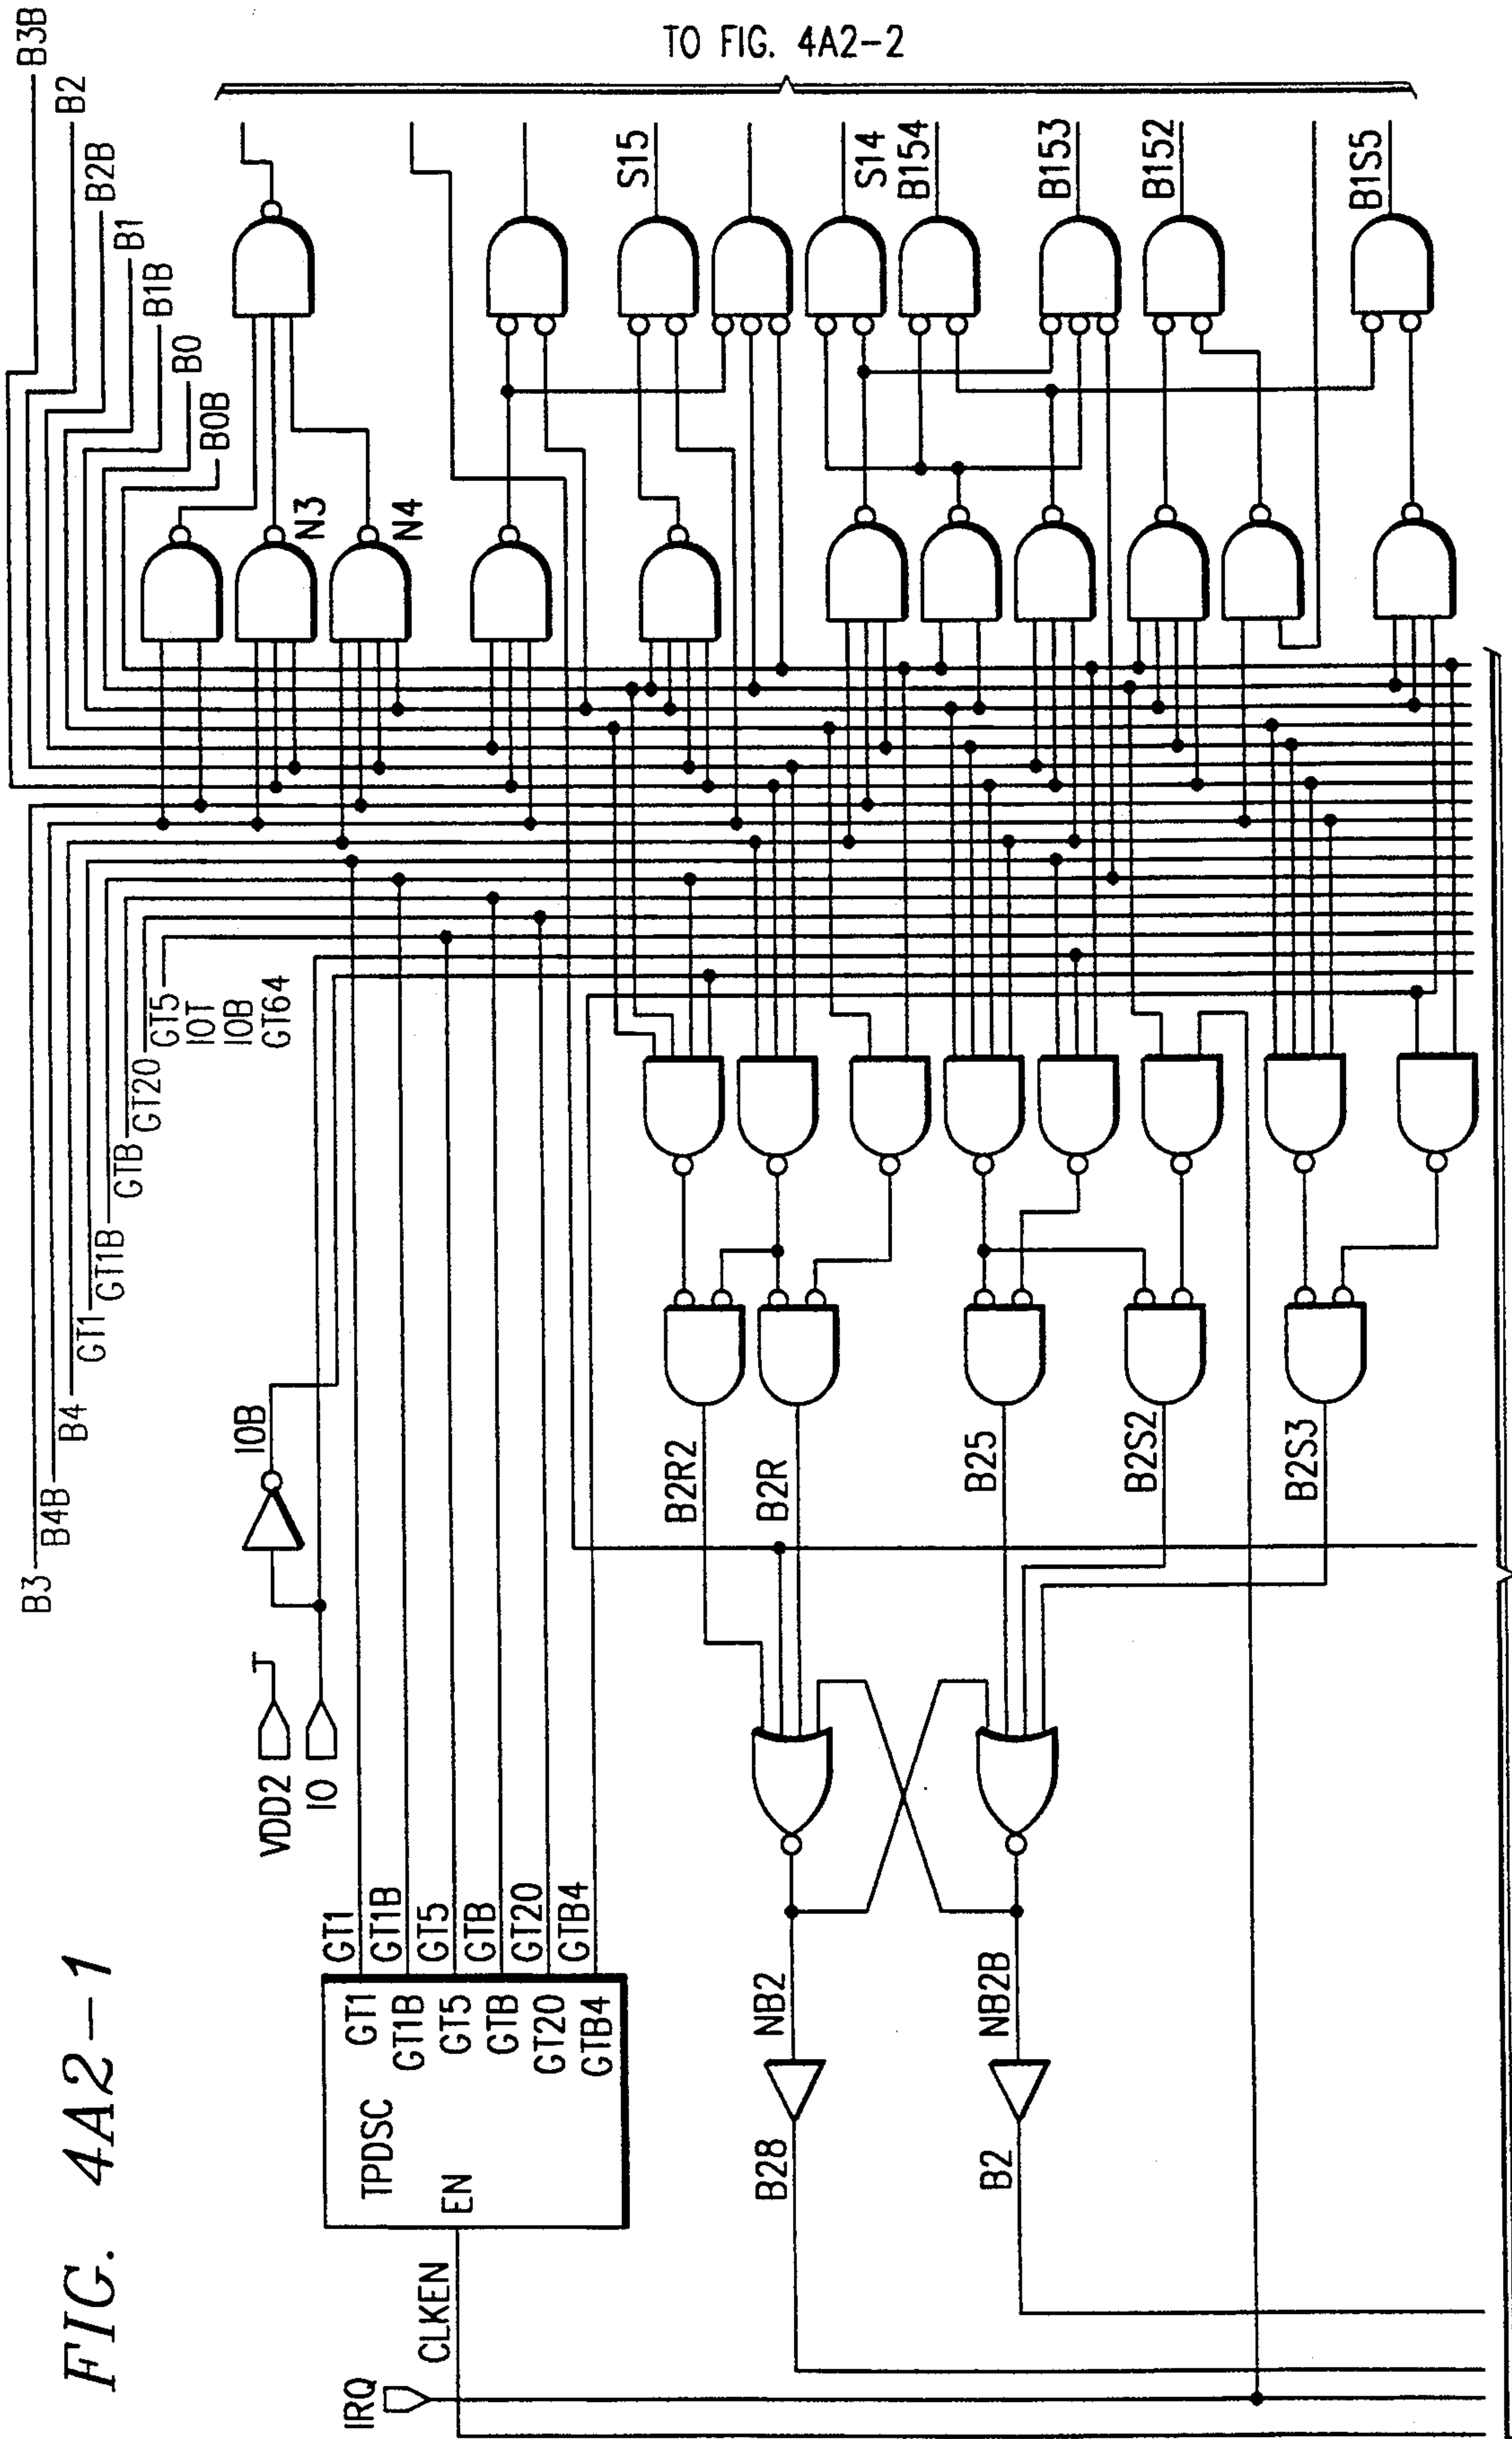 FIG. 4A2-1
TO FIG. 4A2-2
B3B
B2
B2B
B1
B1B
B0
B0B
B3
B4B
B4
GT1
GT1B
GTB
GT20
GT5
IOT
IOB
GT64
N3
N4
S15
S14
B154
B153
B152
B1S5
VDD2
IO
IOB
GT1
GT1B
GT5
GTB
GT20
GTB4
GT1
GT1B
GT5
GTB
GT20
GTB4
TPDSC
EN
CLKEN
IRQ
B2R2
B2R
B25
B2S2
B2S3
NB2
NB2B
B28
B2